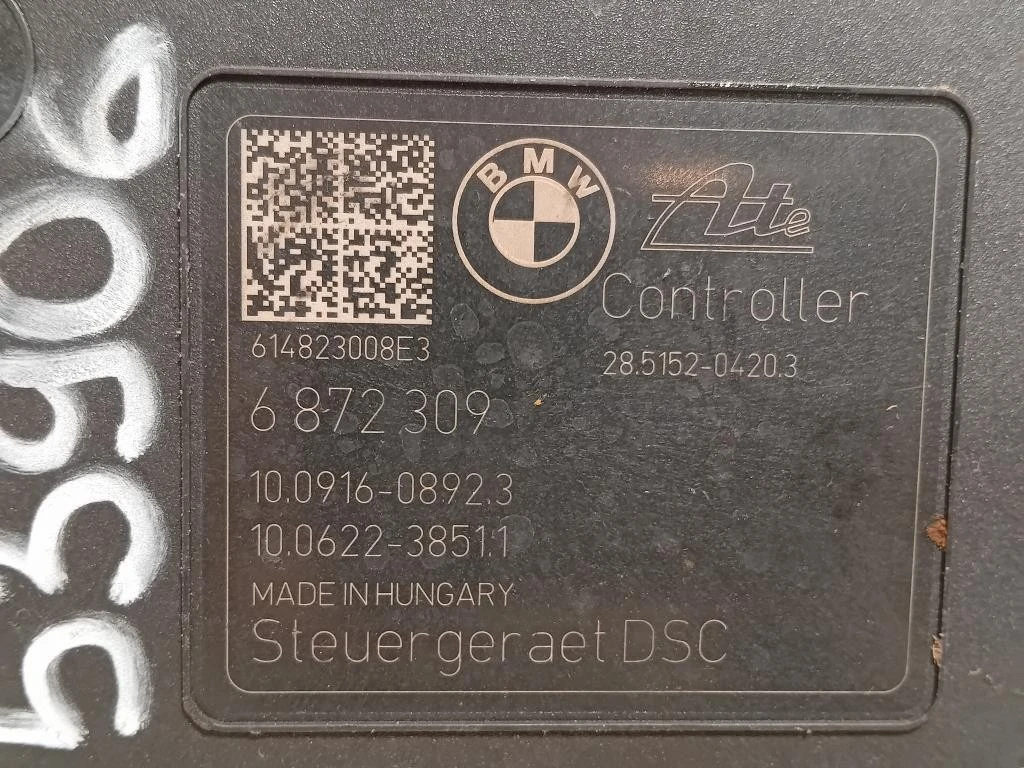 BMW
Ate
Controller
28.5152-0420.3
614823008E3
6 872 309
10.0916-0892.3
10.0622-3851.1
MADE IN HUNGARY
Steuergeraet DSC